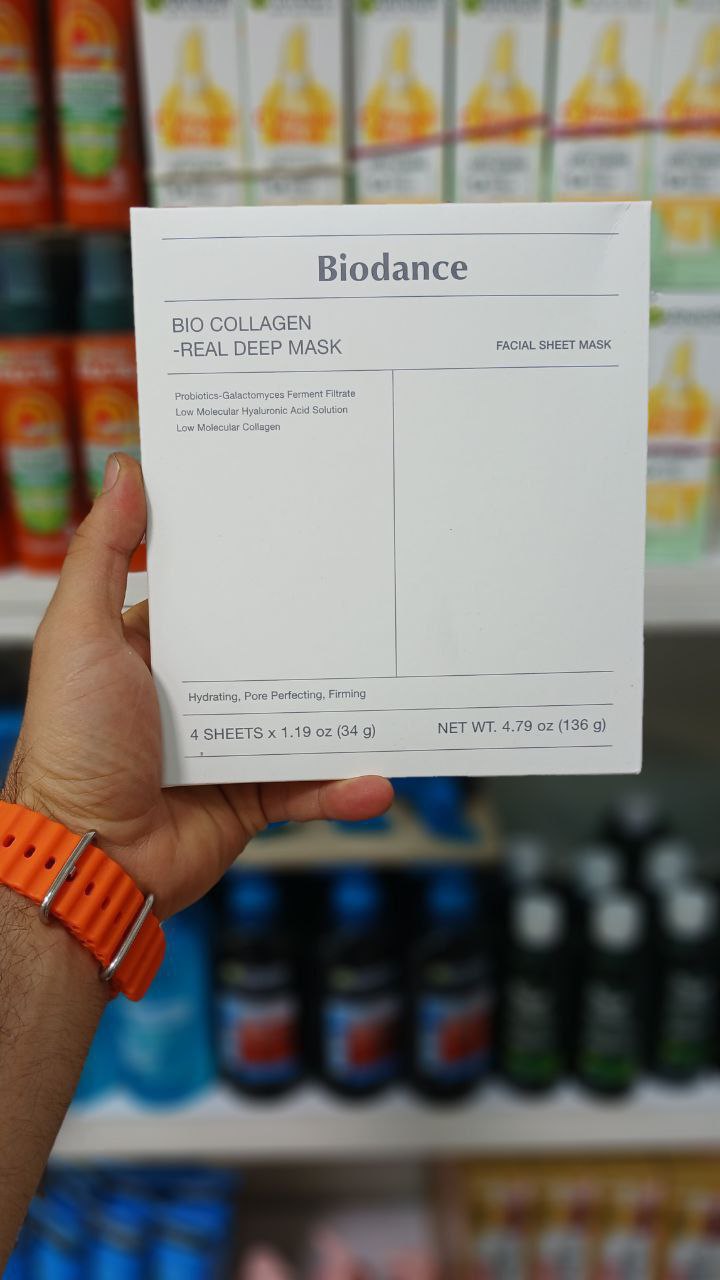 Biodance
BIO COLLAGEN
-REAL DEEP MASK
FACIAL SHEET MASK
Probiotics-Galactomyces Ferment Filtrate
Low Molecular Hyaluronic Acid Solution
Low Molecular Collagen
Hydrating, Pore Perfecting, Firming
4 SHEETS x 1.19 oz (34 g)
NET WT. 4.79 oz (136 g)